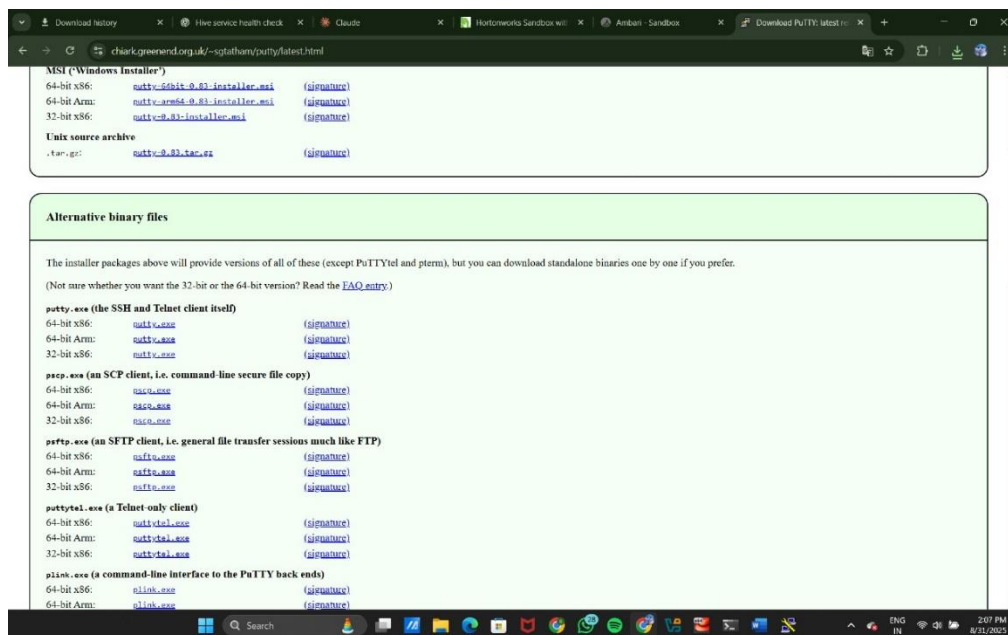 Download history
Hive service health check
Claude
Hortonworks Sandbox with
Ambari - Sandbox
Download PuTTY: latest re
chiark.greenend.org.uk/~sgtatham/putty/latest.html
MSI ('Windows Installer')
64-bit x86: putty-64bit-0.83-installer.msi (signature)
64-bit Arm: putty-arm64-0.83-installer.msi (signature)
32-bit x86: putty-0.83-installer.msi (signature)
Unix source archive
.tar.gz: putty-0.83.tar.gz (signature)
Alternative binary files
The installer packages above will provide versions of all of these (except PuTTYtel and pterm), but you can download standalone binaries one by one if you prefer.
(Not sure whether you want the 32-bit or the 64-bit version? Read the FAQ entry.)
putty.exe (the SSH and Telnet client itself)
64-bit x86: putty.exe (signature)
64-bit Arm: putty.exe (signature)
32-bit x86: putty.exe (signature)
pscp.exe (an SCP client, i.e. command-line secure file copy)
64-bit x86: pscp.exe (signature)
64-bit Arm: pscp.exe (signature)
32-bit x86: pscp.exe (signature)
psftp.exe (an SFTP client, i.e. general file transfer sessions much like FTP)
64-bit x86: psftp.exe (signature)
64-bit Arm: psftp.exe (signature)
32-bit x86: psftp.exe (signature)
puttytel.exe (a Telnet-only client)
64-bit x86: puttytel.exe (signature)
64-bit Arm: puttytel.exe (signature)
32-bit x86: puttytel.exe (signature)
plink.exe (a command-line interface to the PuTTY back ends)
64-bit x86: plink.exe (signature)
64-bit Arm: plink.exe (signature)
Search
28
ENG
IN
2:07 PM
8/31/2025